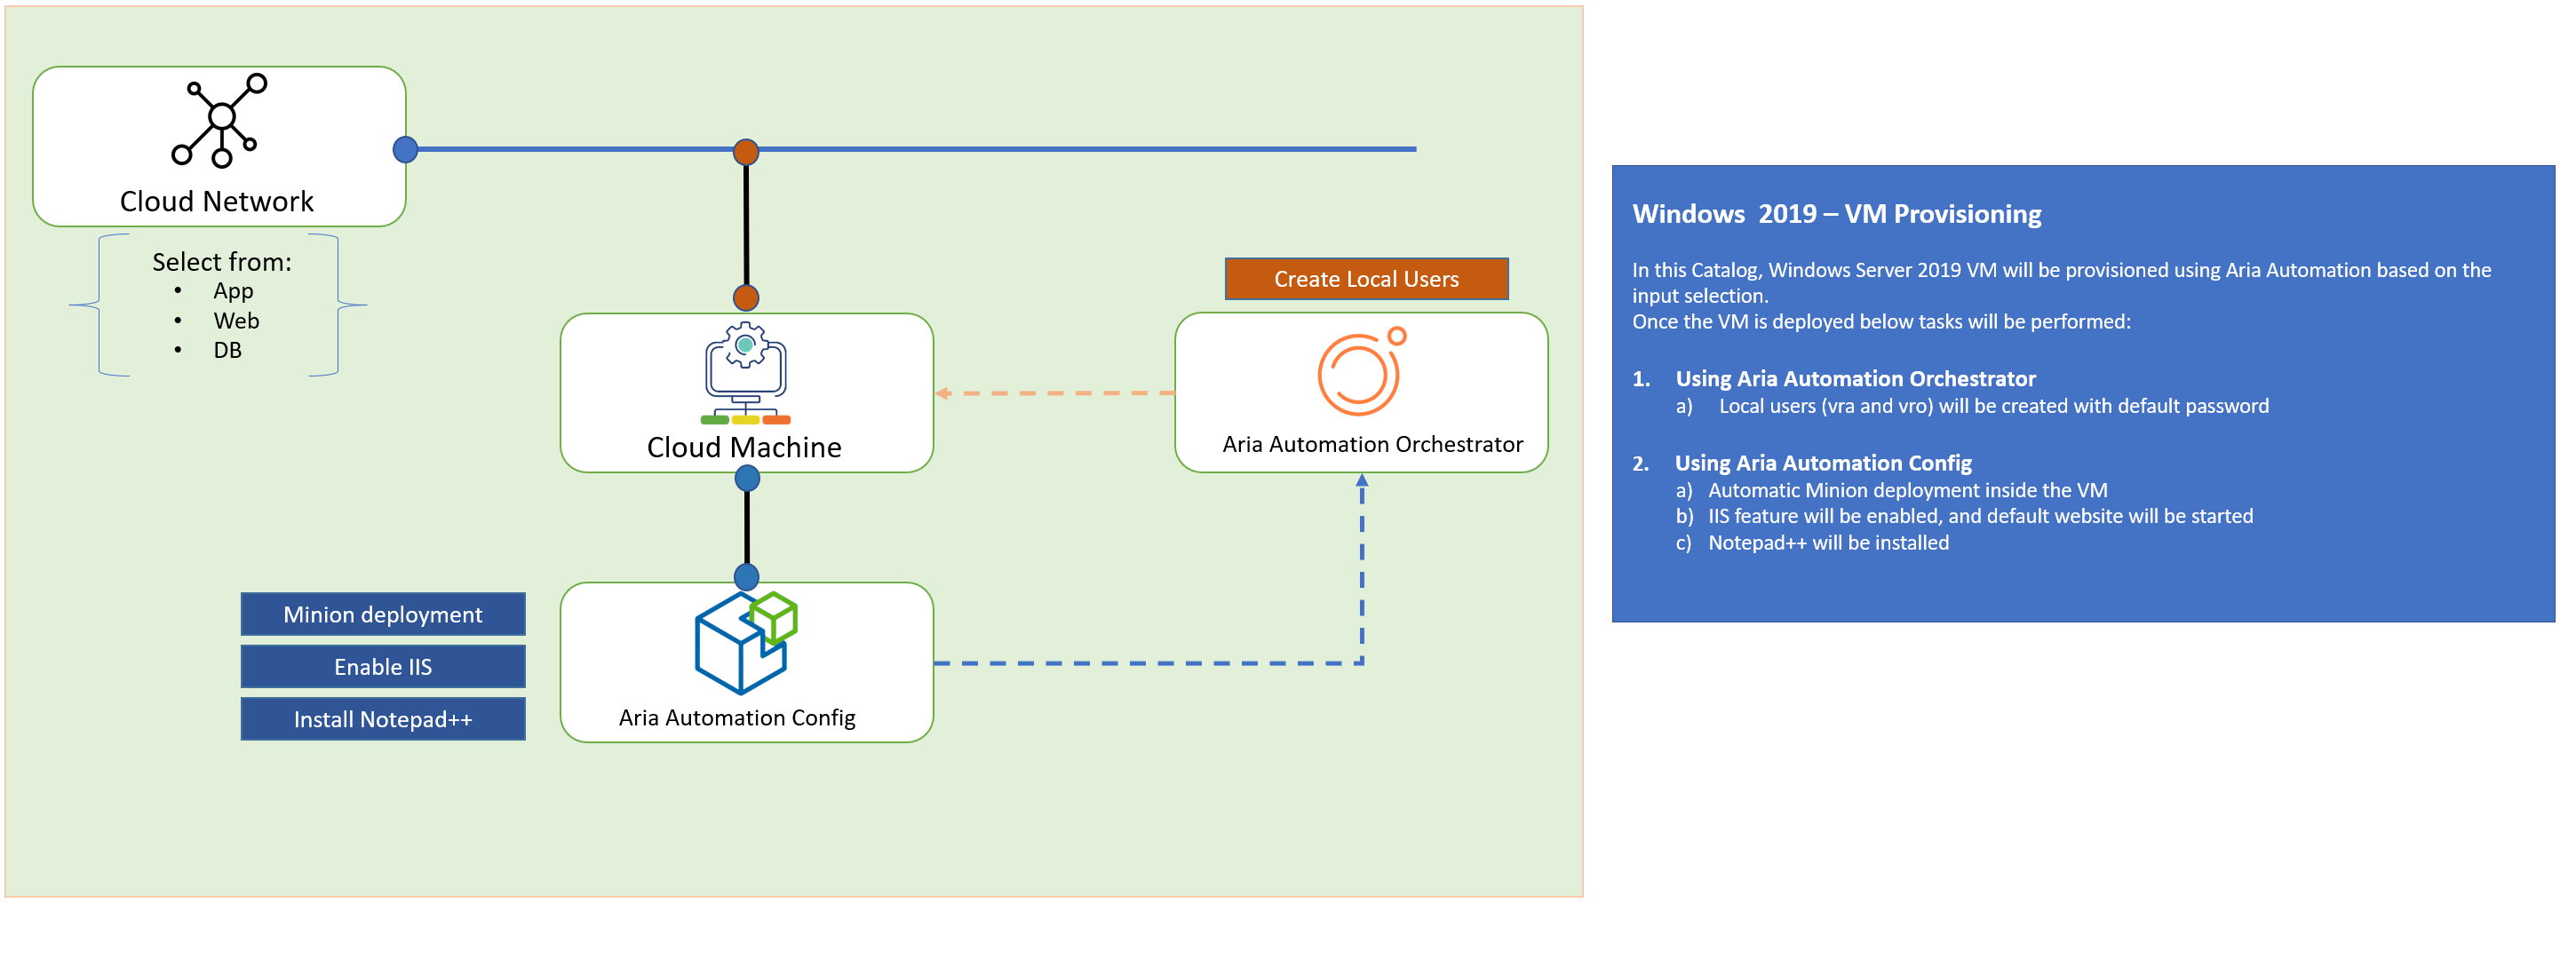 Cloud Network
Select from:
• App
• Web
• DB
Create Local Users
Cloud Machine
Aria Automation Orchestrator
Minion deployment
Enable IIS
Install Notepad++
Aria Automation Config
Windows  2019 – VM Provisioning
In this Catalog, Windows Server 2019 VM will be provisioned using Aria Automation based on the
input selection.
Once the VM is deployed below tasks will be performed:
1. Using Aria Automation Orchestrator
a) Local users (vra and vro) will be created with default password
2. Using Aria Automation Config
a) Automatic Minion deployment inside the VM
b) IIS feature will be enabled, and default website will be started
c) Notepad++ will be installed